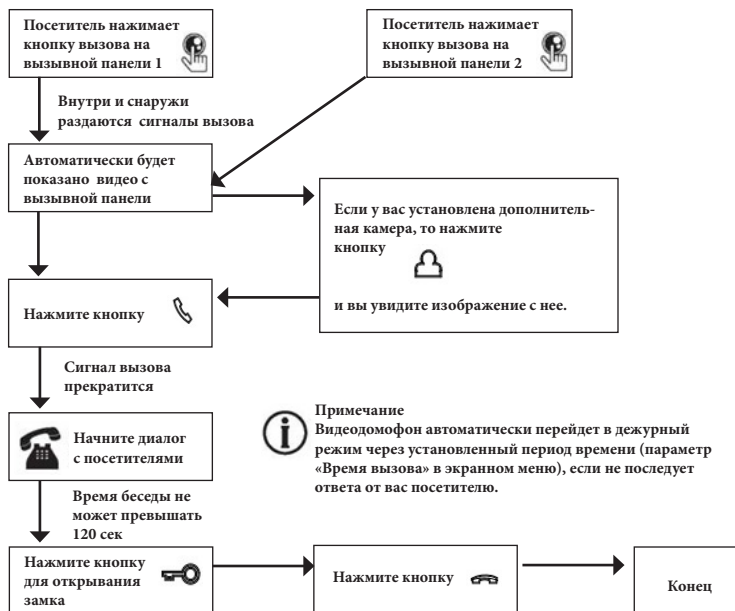 Посетитель нажимает
кнопку вызова на
вызывной панели 1
Посетитель нажимает
кнопку вызова на
вызывной панели 2
Внутри и снаружи
раздаются сигналы вызова
Автоматически будет
показано видео с
вызывной панели
Если у вас установлена дополнитель-
ная камера, то нажмите
кнопку
и вы увидите изображение с нее.
Нажмите кнопку
Сигнал вызова
прекратится
Начните диалог
с посетителями
Примечание
Видеодомофон автоматически перейдет в дежурный
режим через установленный период времени (параметр
«Время вызова» в экранном меню), если не последует
ответа от вас посетителю.
Время беседы не
может превышать
120 сек
Нажмите кнопку
для открывания
замка
Нажмите кнопку
Конец